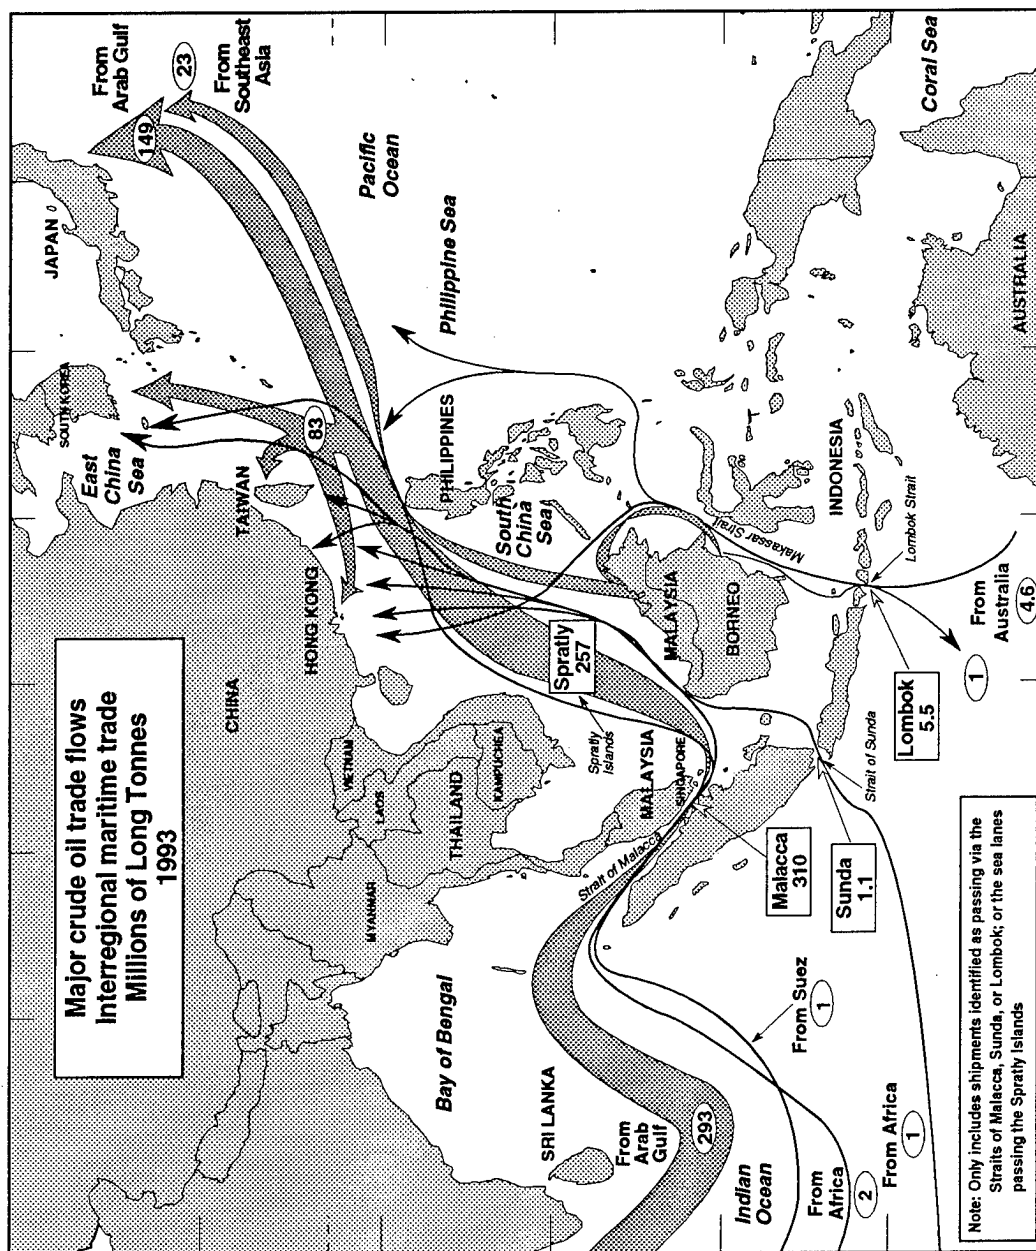 Major crude oil trade flows
Interregional maritime trade
Millions of Long Tonnes
1993
JAPAN
SOUTH KOREA
East
China
Sea
From
Arab Gulf
149
23
From
Southeast
Asia
CHINA
HONG KONG
TAIWAN
83
Pacific
Ocean
Philippine Sea
MYANMAR
LAOS
VIETNAM
THAILAND
KAMPUCHEA
Spratly
Islands
Spratly
257
South
China
Sea
PHILIPPINES
Bay of Bengal
SRI LANKA
From
Arab
Gulf
293
Strait of Malacca
MALAYSIA
SINGAPORE
MALAYSIA
BORNEO
Makassar Strait
Malacca
310
Sunda
1.1
Strait of Sunda
Lombok
5.5
INDONESIA
Lombok Strait
Indian
Ocean
From Suez
1
From
Africa
2
From Africa
1
1
From
Australia
4.6
AUSTRALIA
Coral Sea
Note: Only includes shipments identified as passing via the
Straits of Malacca, Sunda, or Lombok; or the sea lanes
passing the Spratly Islands